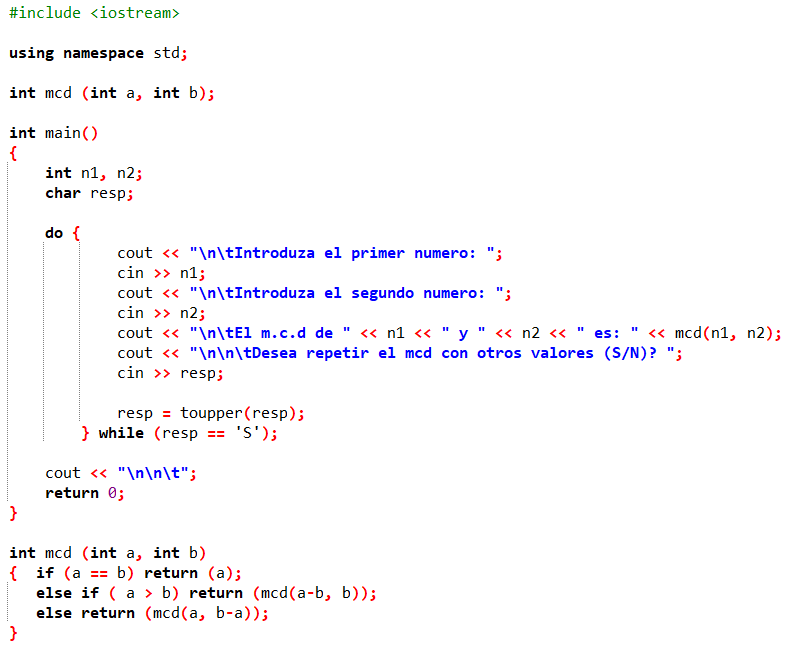 #include <iostream>
using namespace std;
int mcd (int a, int b);
int main()
{
    int n1, n2;
    char resp;
    do {
            cout << "\n\tIntroduza el primer numero: ";
            cin >> n1;
            cout << "\n\tIntroduza el segundo numero: ";
            cin >> n2;
            cout << "\n\tEl m.c.d de " << n1 << " y " << n2 << " es: " << mcd(n1, n2);
            cout << "\n\n\tDesea repetir el mcd con otros valores (S/N)? ";
            cin >> resp;
            resp = toupper(resp);
        } while (resp == 'S');
    cout << "\n\n\t";
    return 0;
}
int mcd (int a, int b)
{  if (a == b) return (a);
   else if ( a > b) return (mcd(a-b, b));
   else return (mcd(a, b-a));
}